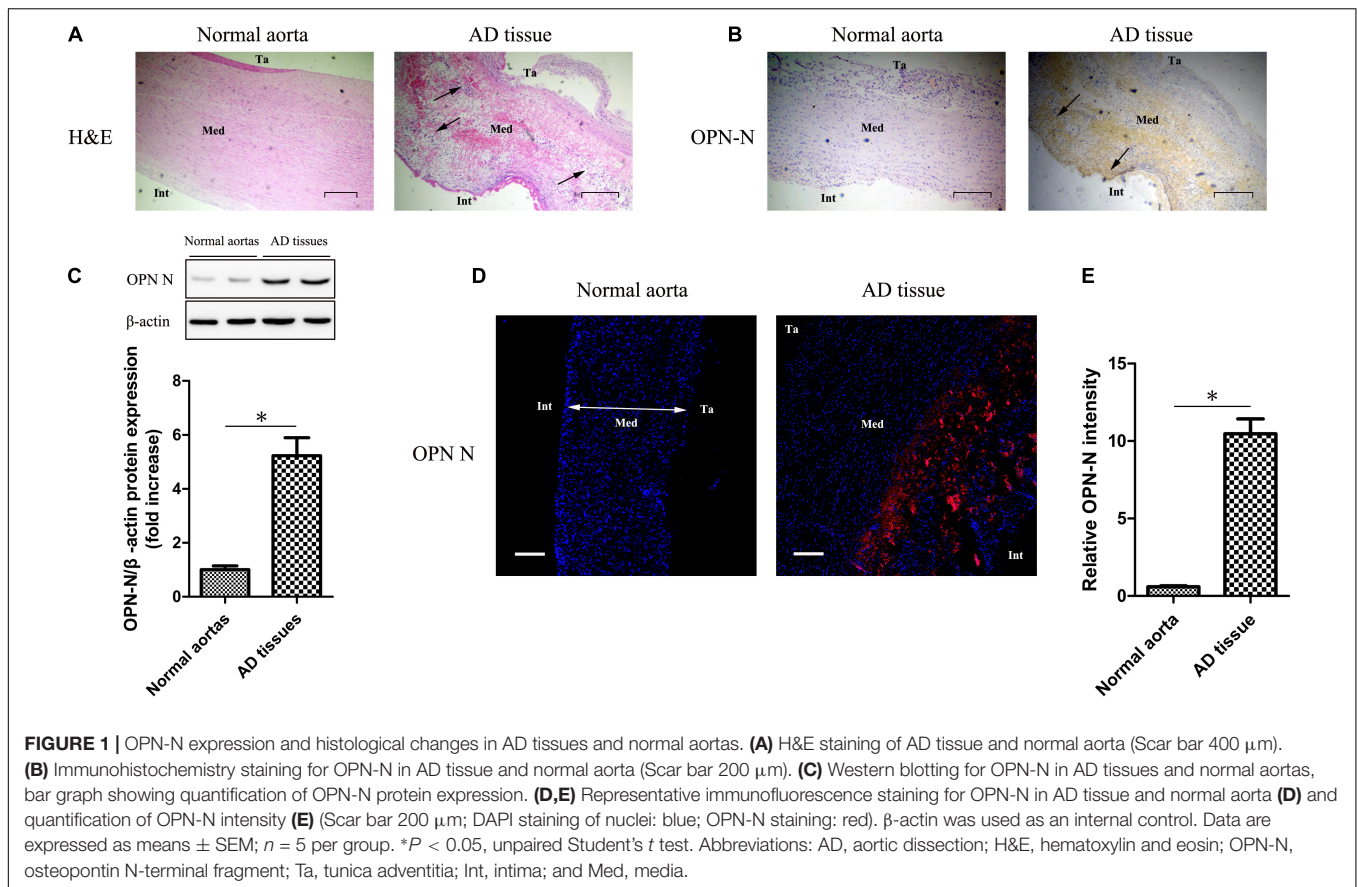 A
Normal aorta
AD tissue
B
Normal aorta
AD tissue
H&E
Ta
Med
Int
Ta
Med
Int
OPN-N
Ta
Med
Int
Ta
Med
Int
C
Normal aortas AD tissues
OPN N
β-actin
OPN-N/β -actin protein expression
(fold increase)
8
6
4
2
0
*
Normal aortas
AD tissues
D
Normal aorta
AD tissue
OPN N
Int
Med
Ta
Ta
Med
Int
E
Relative OPN-N intensity
15
10
5
0
*
Normal aorta
AD tissue
FIGURE 1 | OPN-N expression and histological changes in AD tissues and normal aortas. (A) H&E staining of AD tissue and normal aorta (Scar bar 400 μm).
(B) Immunohistochemistry staining for OPN-N in AD tissue and normal aorta (Scar bar 200 μm). (C) Western blotting for OPN-N in AD tissues and normal aortas,
bar graph showing quantification of OPN-N protein expression. (D,E) Representative immunofluorescence staining for OPN-N in AD tissue and normal aorta (D) and
quantification of OPN-N intensity (E) (Scar bar 200 μm; DAPI staining of nuclei: blue; OPN-N staining: red). β-actin was used as an internal control. Data are
expressed as means ± SEM; n = 5 per group. *P < 0.05, unpaired Student's t test. Abbreviations: AD, aortic dissection; H&E, hematoxylin and eosin; OPN-N,
osteopontin N-terminal fragment; Ta, tunica adventitia; Int, intima; and Med, media.